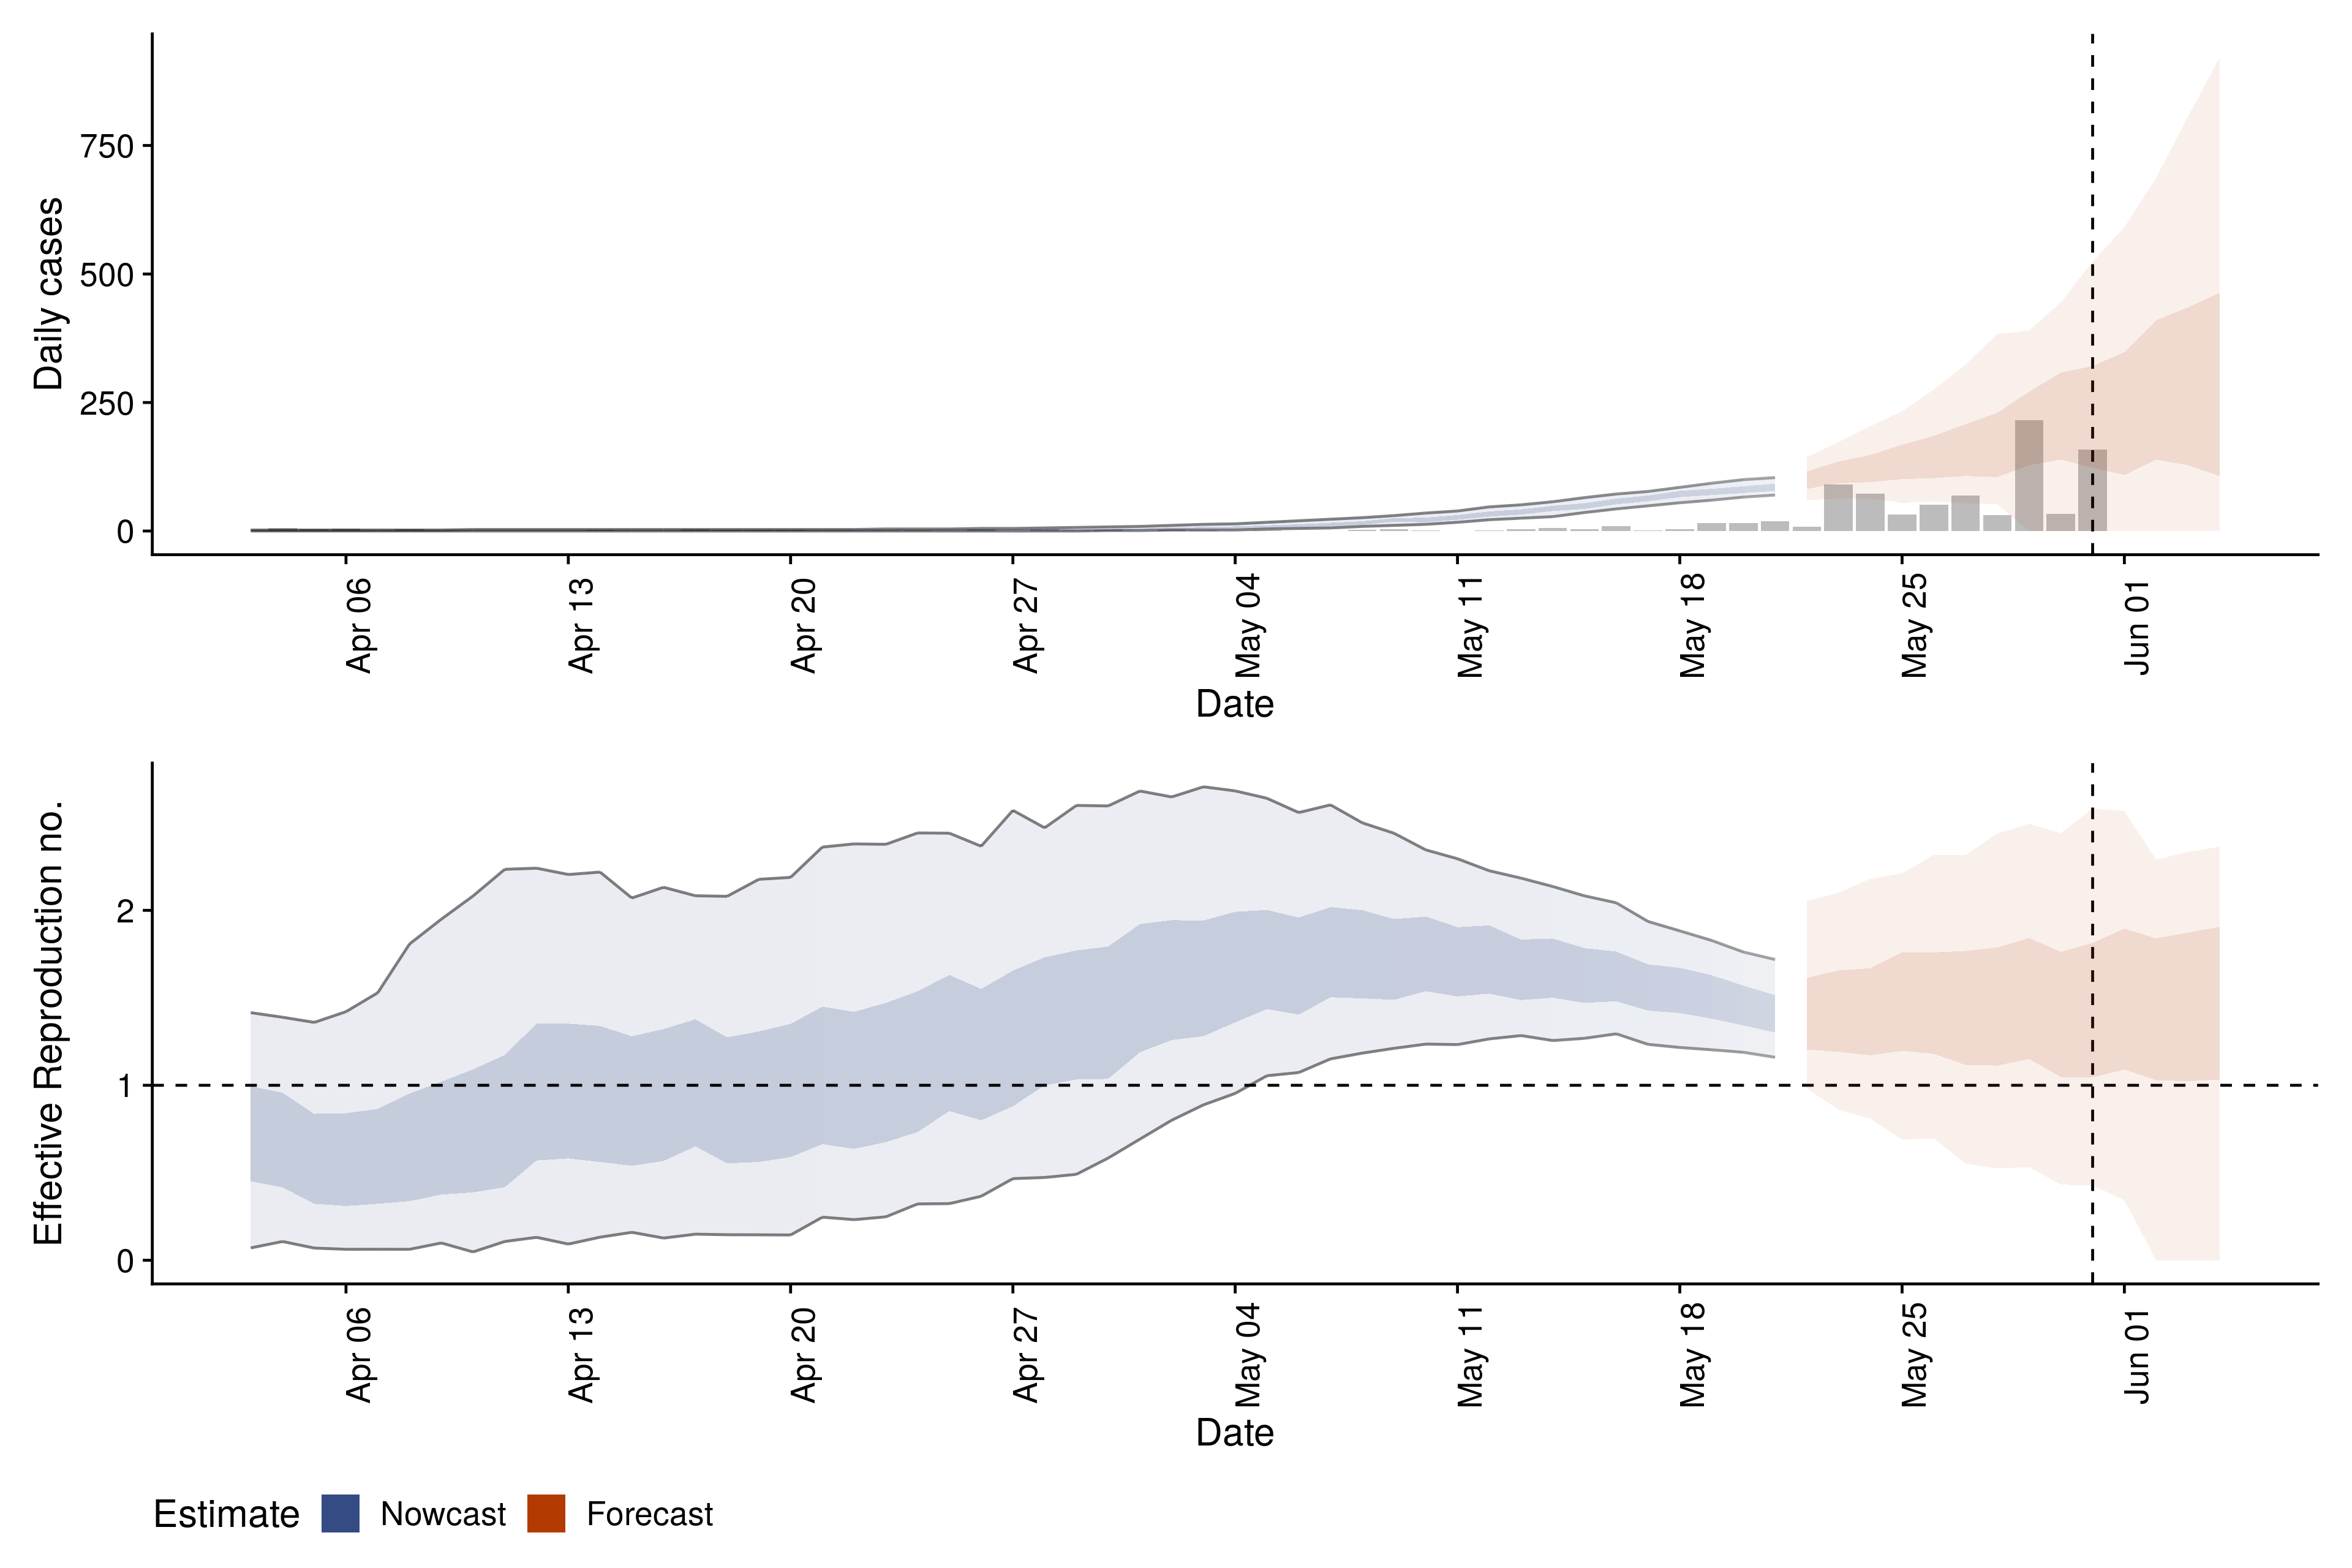 Daily cases
750
500
250
0
Apr 06
Apr 13
Apr 20
Apr 27
May 04
May 11
May 18
May 25
Jun 01
Date
Effective Reproduction no.
2
1
0
Apr 06
Apr 13
Apr 20
Apr 27
May 04
May 11
May 18
May 25
Jun 01
Date
Estimate Nowcast Forecast